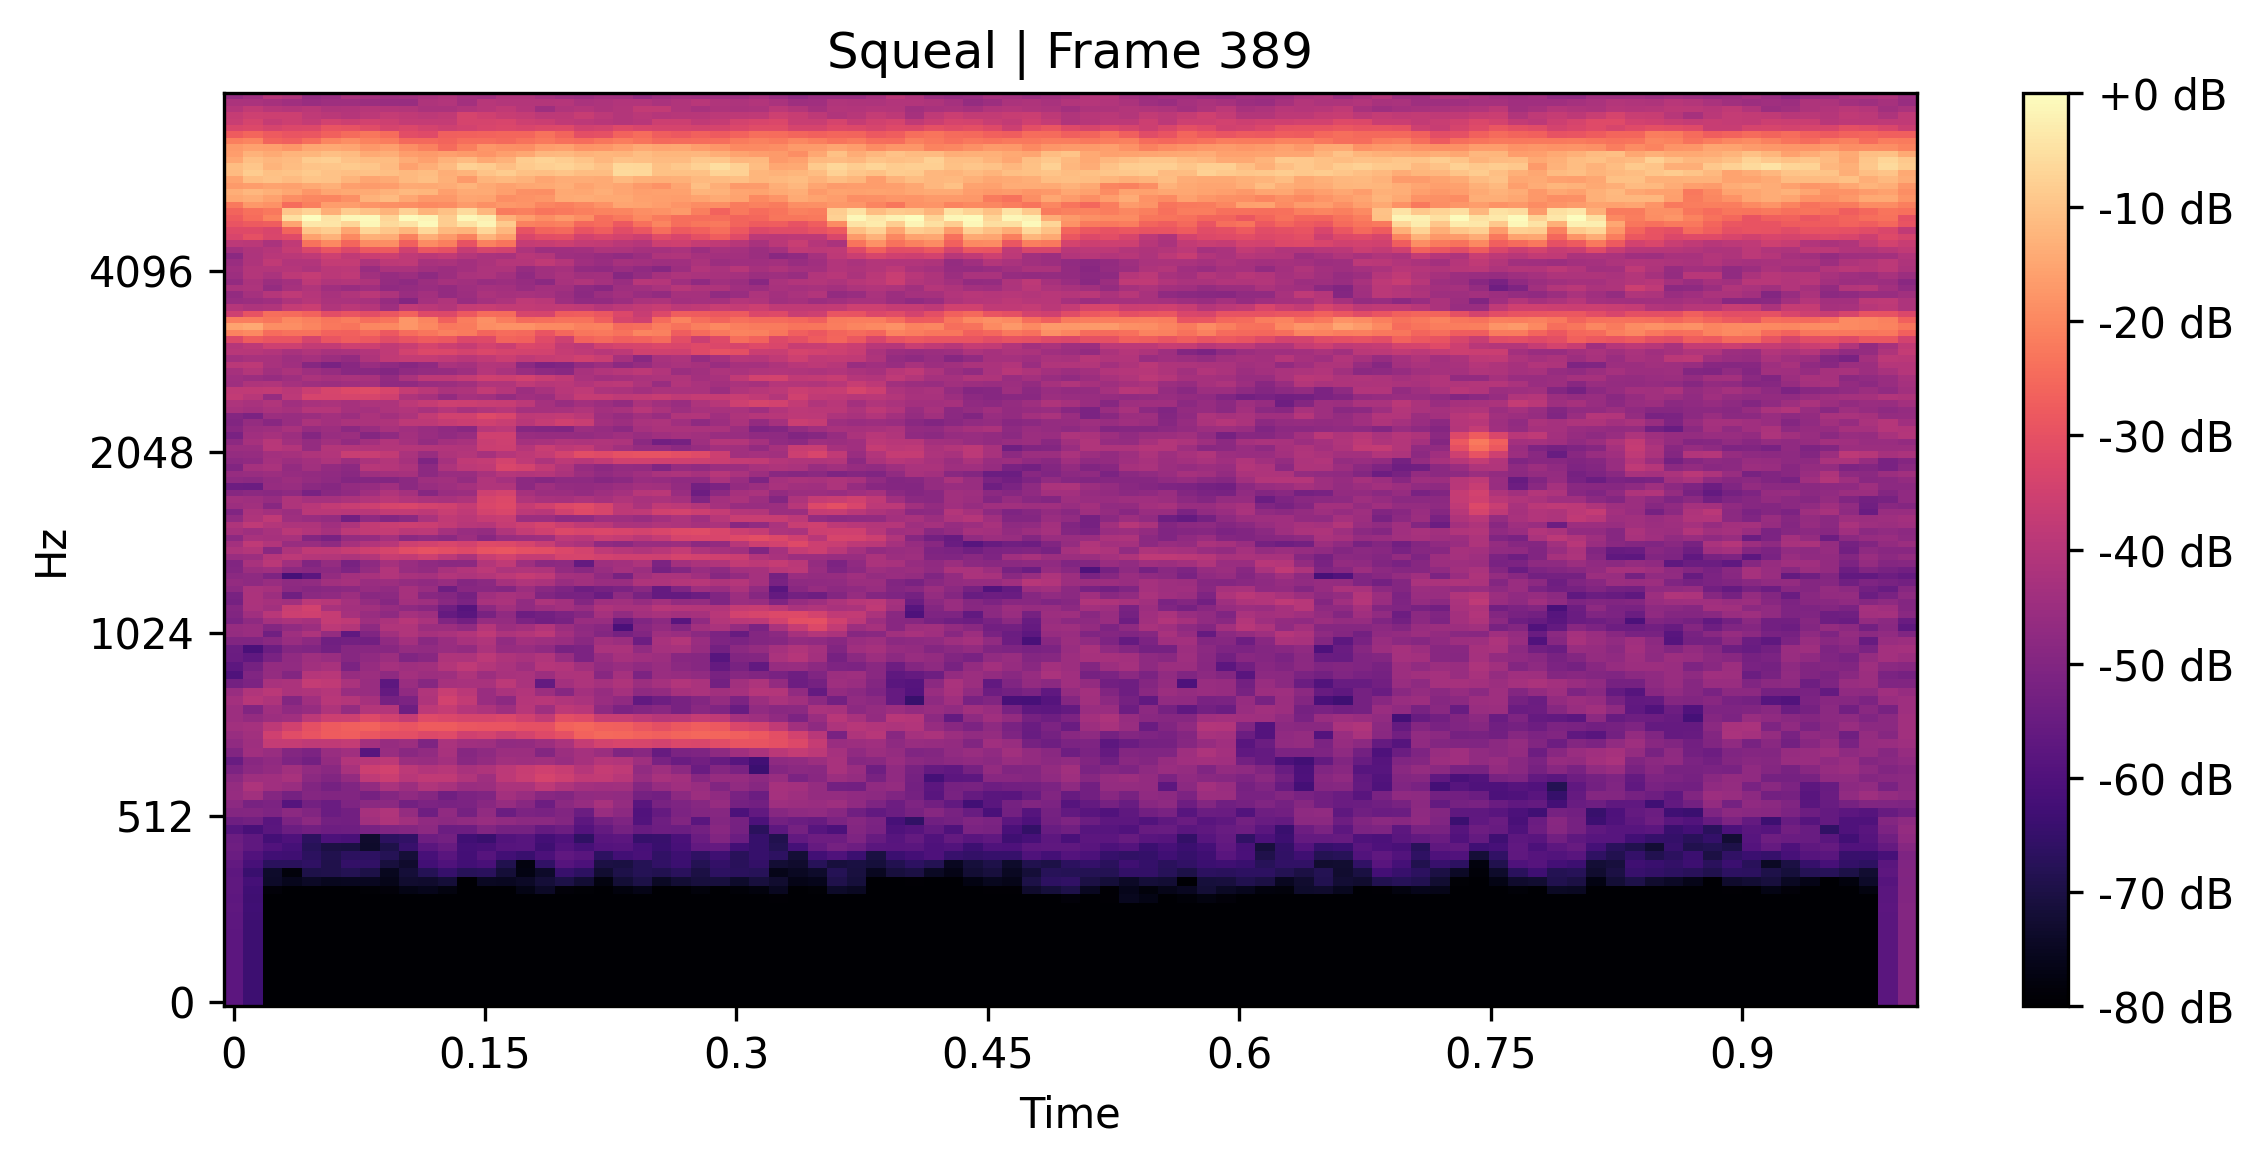 Squeal | Frame 389
+0 dB
-10 dB
-20 dB
-30 dB
-40 dB
-50 dB
-60 dB
-70 dB
-80 dB
4096
2048
1024
512
0
Hz
0 0.15 0.3 0.45 0.6 0.75 0.9
Time